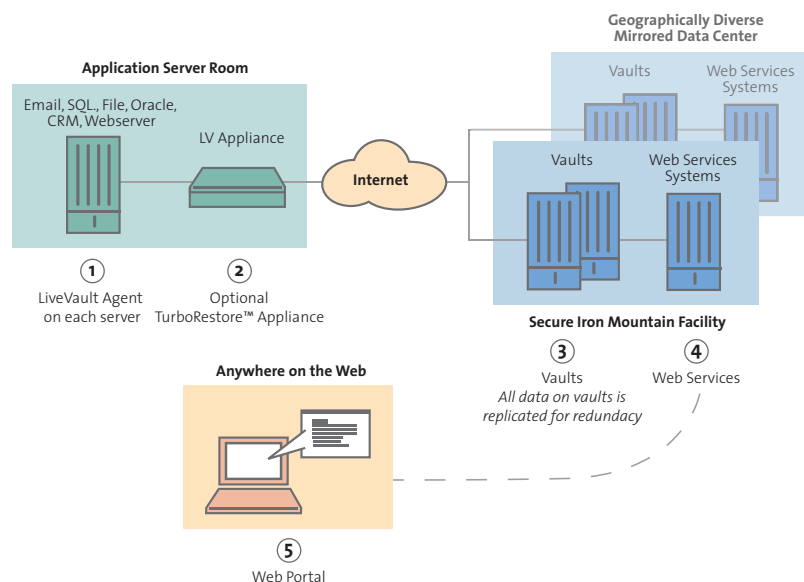 Geographically Diverse
Mirrored Data Center
Application Server Room
Vaults
Web Services
Systems
Email, SQL., File, Oracle,
CRM, Webserver
LV Appliance
Internet
Vaults
Web Services
Systems
1
LiveVault Agent
on each server
2
Optional
TurboRestore™ Appliance
Secure Iron Mountain Facility
3
Vaults
All data on vaults is
replicated for redundacy
4
Web Services
Anywhere on the Web
5
Web Portal